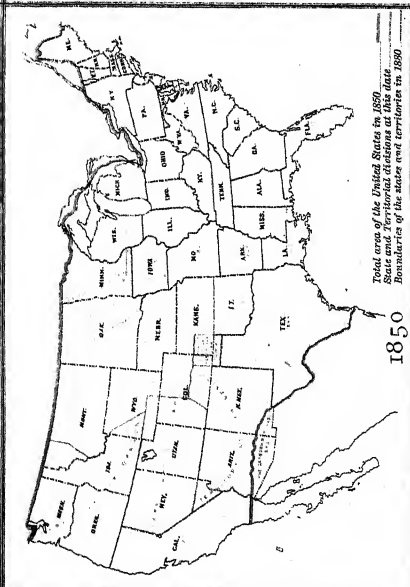 ME.
VT.
N.H.
N.Y.
MICH.
WIS.
MINN.
DAK.
MONT.
WASH.
OREG.
IDA.
WYO.
NEBR.
IOWA
ILL.
IND.
OHIO
PA.
W.VA.
VA.
KY.
MO.
KANS.
COL.
UTAH
NEV.
CAL.
ARIZ.
N. MEX.
I.T.
ARK.
TENN.
N.C.
S.C.
GA.
ALA.
MISS.
LA.
TEX.
FLA.
Total area of the United States in 1850
State and Territorial divisions at this date
Boundaries of the states and territories in 1880
1850